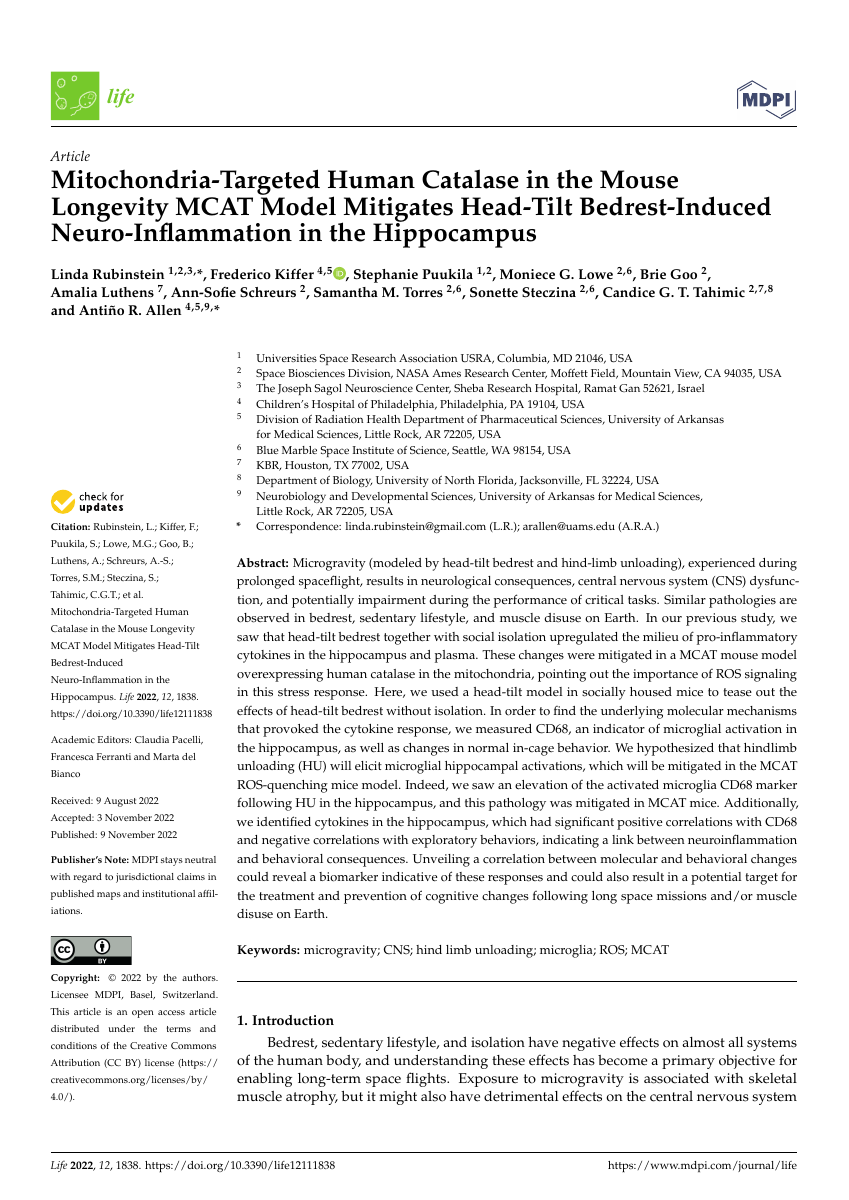 life
MDPI
Article
Mitochondria-Targeted Human Catalase in the Mouse
Longevity MCAT Model Mitigates Head-Tilt Bedrest-Induced
Neuro-Inflammation in the Hippocampus
Linda Rubinstein 1,2,3,*, Frederico Kiffer 4,5 iD, Stephanie Puukila 1,2, Moniece G. Lowe 2,6, Brie Goo 2,
Amalia Luthens 7, Ann-Sofie Schreurs 2, Samantha M. Torres 2,6, Sonette Steczina 2,6, Candice G. T. Tahimic 2,7,8
and Antiño R. Allen 4,5,9,*
1 Universities Space Research Association USRA, Columbia, MD 21046, USA
2 Space Biosciences Division, NASA Ames Research Center, Moffett Field, Mountain View, CA 94035, USA
3 The Joseph Sagol Neuroscience Center, Sheba Research Hospital, Ramat Gan 52621, Israel
4 Children's Hospital of Philadelphia, Philadelphia, PA 19104, USA
5 Division of Radiation Health Department of Pharmaceutical Sciences, University of Arkansas
for Medical Sciences, Little Rock, AR 72205, USA
6 Blue Marble Space Institute of Science, Seattle, WA 98154, USA
7 KBR, Houston, TX 77002, USA
8 Department of Biology, University of North Florida, Jacksonville, FL 32224, USA
9 Neurobiology and Developmental Sciences, University of Arkansas for Medical Sciences,
Little Rock, AR 72205, USA
* Correspondence: linda.rubinstein@gmail.com (L.R.); arallen@uams.edu (A.R.A.)
check for
updates
Citation: Rubinstein, L.; Kiffer, F.;
Puukila, S.; Lowe, M.G.; Goo, B.;
Luthens, A.; Schreurs, A.-S.;
Torres, S.M.; Steczina, S.;
Tahimic, C.G.T.; et al.
Mitochondria-Targeted Human
Catalase in the Mouse Longevity
MCAT Model Mitigates Head-Tilt
Bedrest-Induced
Neuro-Inflammation in the
Hippocampus. Life 2022, 12, 1838.
https://doi.org/10.3390/life12111838
Academic Editors: Claudia Pacelli,
Francesca Ferranti and Marta del
Bianco
Received: 9 August 2022
Accepted: 3 November 2022
Published: 9 November 2022
Publisher's Note: MDPI stays neutral
with regard to jurisdictional claims in
published maps and institutional affil-
iations.
cc BY
Copyright: © 2022 by the authors.
Licensee MDPI, Basel, Switzerland.
This article is an open access article
distributed under the terms and
conditions of the Creative Commons
Attribution (CC BY) license (https://
creativecommons.org/licenses/by/
4.0/).
Abstract: Microgravity (modeled by head-tilt bedrest and hind-limb unloading), experienced during
prolonged spaceflight, results in neurological consequences, central nervous system (CNS) dysfunc-
tion, and potentially impairment during the performance of critical tasks. Similar pathologies are
observed in bedrest, sedentary lifestyle, and muscle disuse on Earth. In our previous study, we
saw that head-tilt bedrest together with social isolation upregulated the milieu of pro-inflammatory
cytokines in the hippocampus and plasma. These changes were mitigated in a MCAT mouse model
overexpressing human catalase in the mitochondria, pointing out the importance of ROS signaling
in this stress response. Here, we used a head-tilt model in socially housed mice to tease out the
effects of head-tilt bedrest without isolation. In order to find the underlying molecular mechanisms
that provoked the cytokine response, we measured CD68, an indicator of microglial activation in
the hippocampus, as well as changes in normal in-cage behavior. We hypothesized that hindlimb
unloading (HU) will elicit microglial hippocampal activations, which will be mitigated in the MCAT
ROS-quenching mice model. Indeed, we saw an elevation of the activated microglia CD68 marker
following HU in the hippocampus, and this pathology was mitigated in MCAT mice. Additionally,
we identified cytokines in the hippocampus, which had significant positive correlations with CD68
and negative correlations with exploratory behaviors, indicating a link between neuroinflammation
and behavioral consequences. Unveiling a correlation between molecular and behavioral changes
could reveal a biomarker indicative of these responses and could also result in a potential target for
the treatment and prevention of cognitive changes following long space missions and/or muscle
disuse on Earth.
Keywords: microgravity; CNS; hind limb unloading; microglia; ROS; MCAT
1. Introduction
Bedrest, sedentary lifestyle, and isolation have negative effects on almost all systems
of the human body, and understanding these effects has become a primary objective for
enabling long-term space flights. Exposure to microgravity is associated with skeletal
muscle atrophy, but it might also have detrimental effects on the central nervous system
Life 2022, 12, 1838. https://doi.org/10.3390/life12111838
https://www.mdpi.com/journal/life